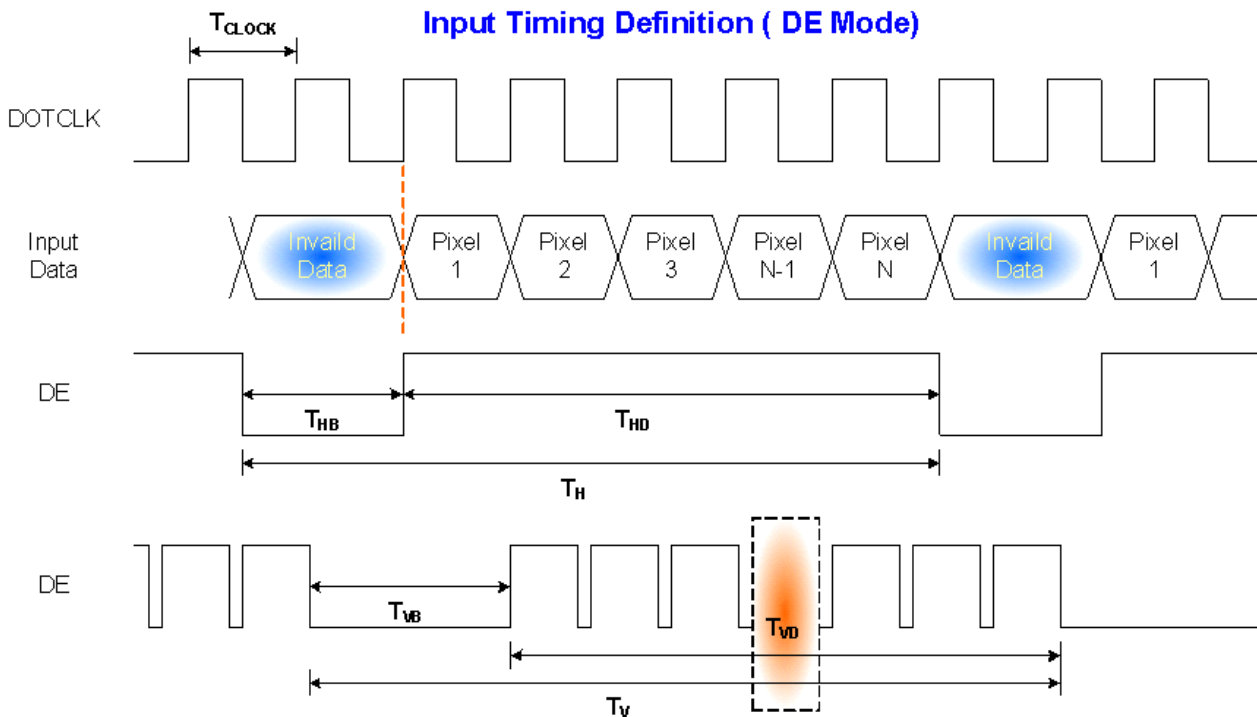 Input Timing Definition ( DE Mode)
TCLOCK
DOTCLK
Input
Data
Invaild
Data
Pixel
1
Pixel
2
Pixel
3
Pixel
N-1
Pixel
N
Invaild
Data
Pixel
1
DE
THB
THD
TH
DE
TVB
TVD
TV